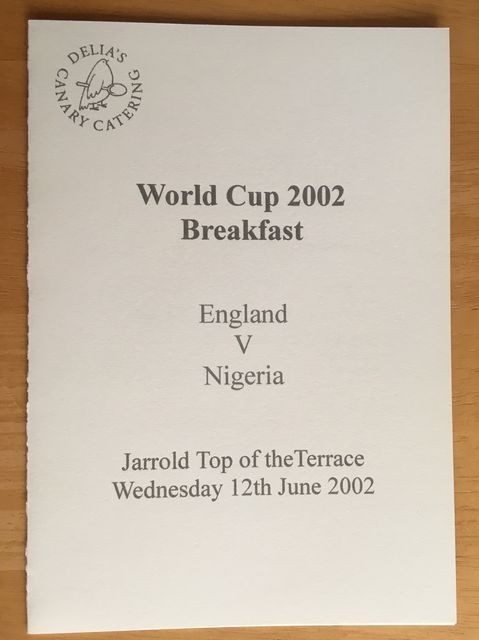 DELIA'S
CANARY CATERING
World Cup 2002
Breakfast
England
V
Nigeria
Jarrold Top of theTerrace
Wednesday 12th June 2002